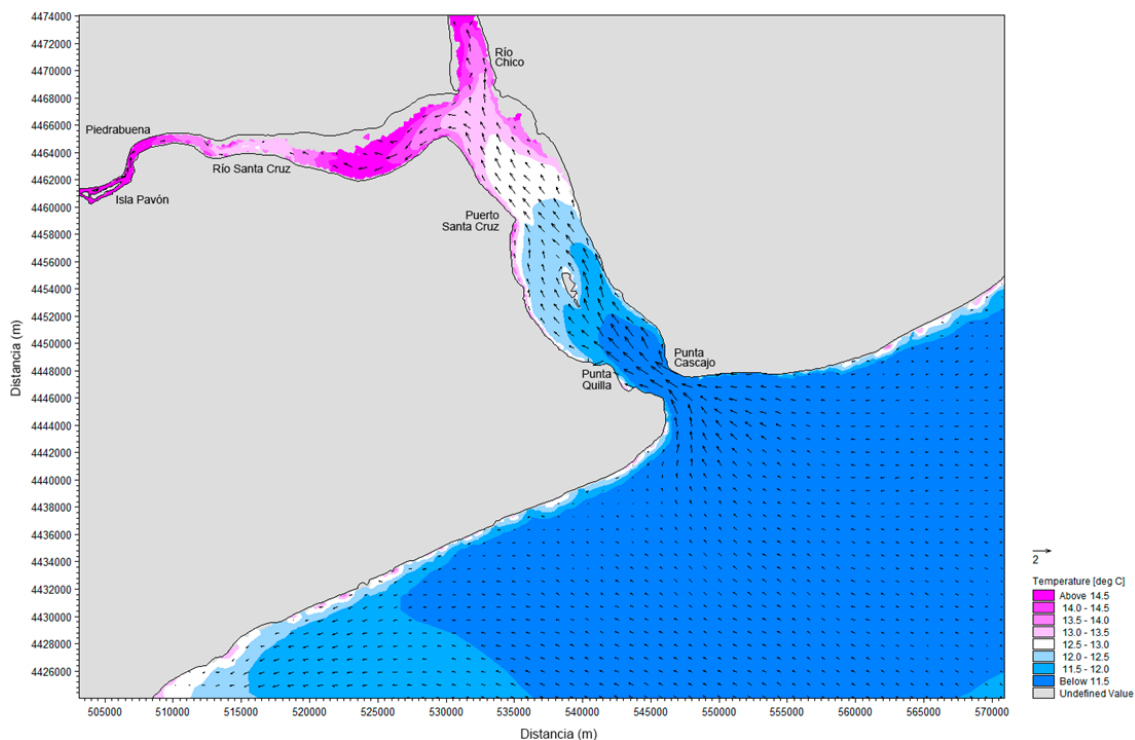 4474000
4472000
4470000
4468000
4466000
4464000
4462000
4460000
4458000
4456000
4454000
4452000
4450000
4448000
4446000
4444000
4442000
4440000
4438000
4436000
4434000
4432000
4430000
4428000
4426000
Distancia (m)
Río
Chico
Piedrabuena
Río Santa Cruz
Isla Pavón
Puerto
Santa Cruz
Punta
Cascajo
Punta
Quilla
505000 510000 515000 520000 525000 530000 535000 540000 545000 550000 555000 560000 565000 570000
Distancia (m)
2
Temperature [deg C]
Above 14.5
14.0 - 14.5
13.5 - 14.0
13.0 - 13.5
12.5 - 13.0
12.0 - 12.5
11.5 - 12.0
Below 11.5
Undefined Value